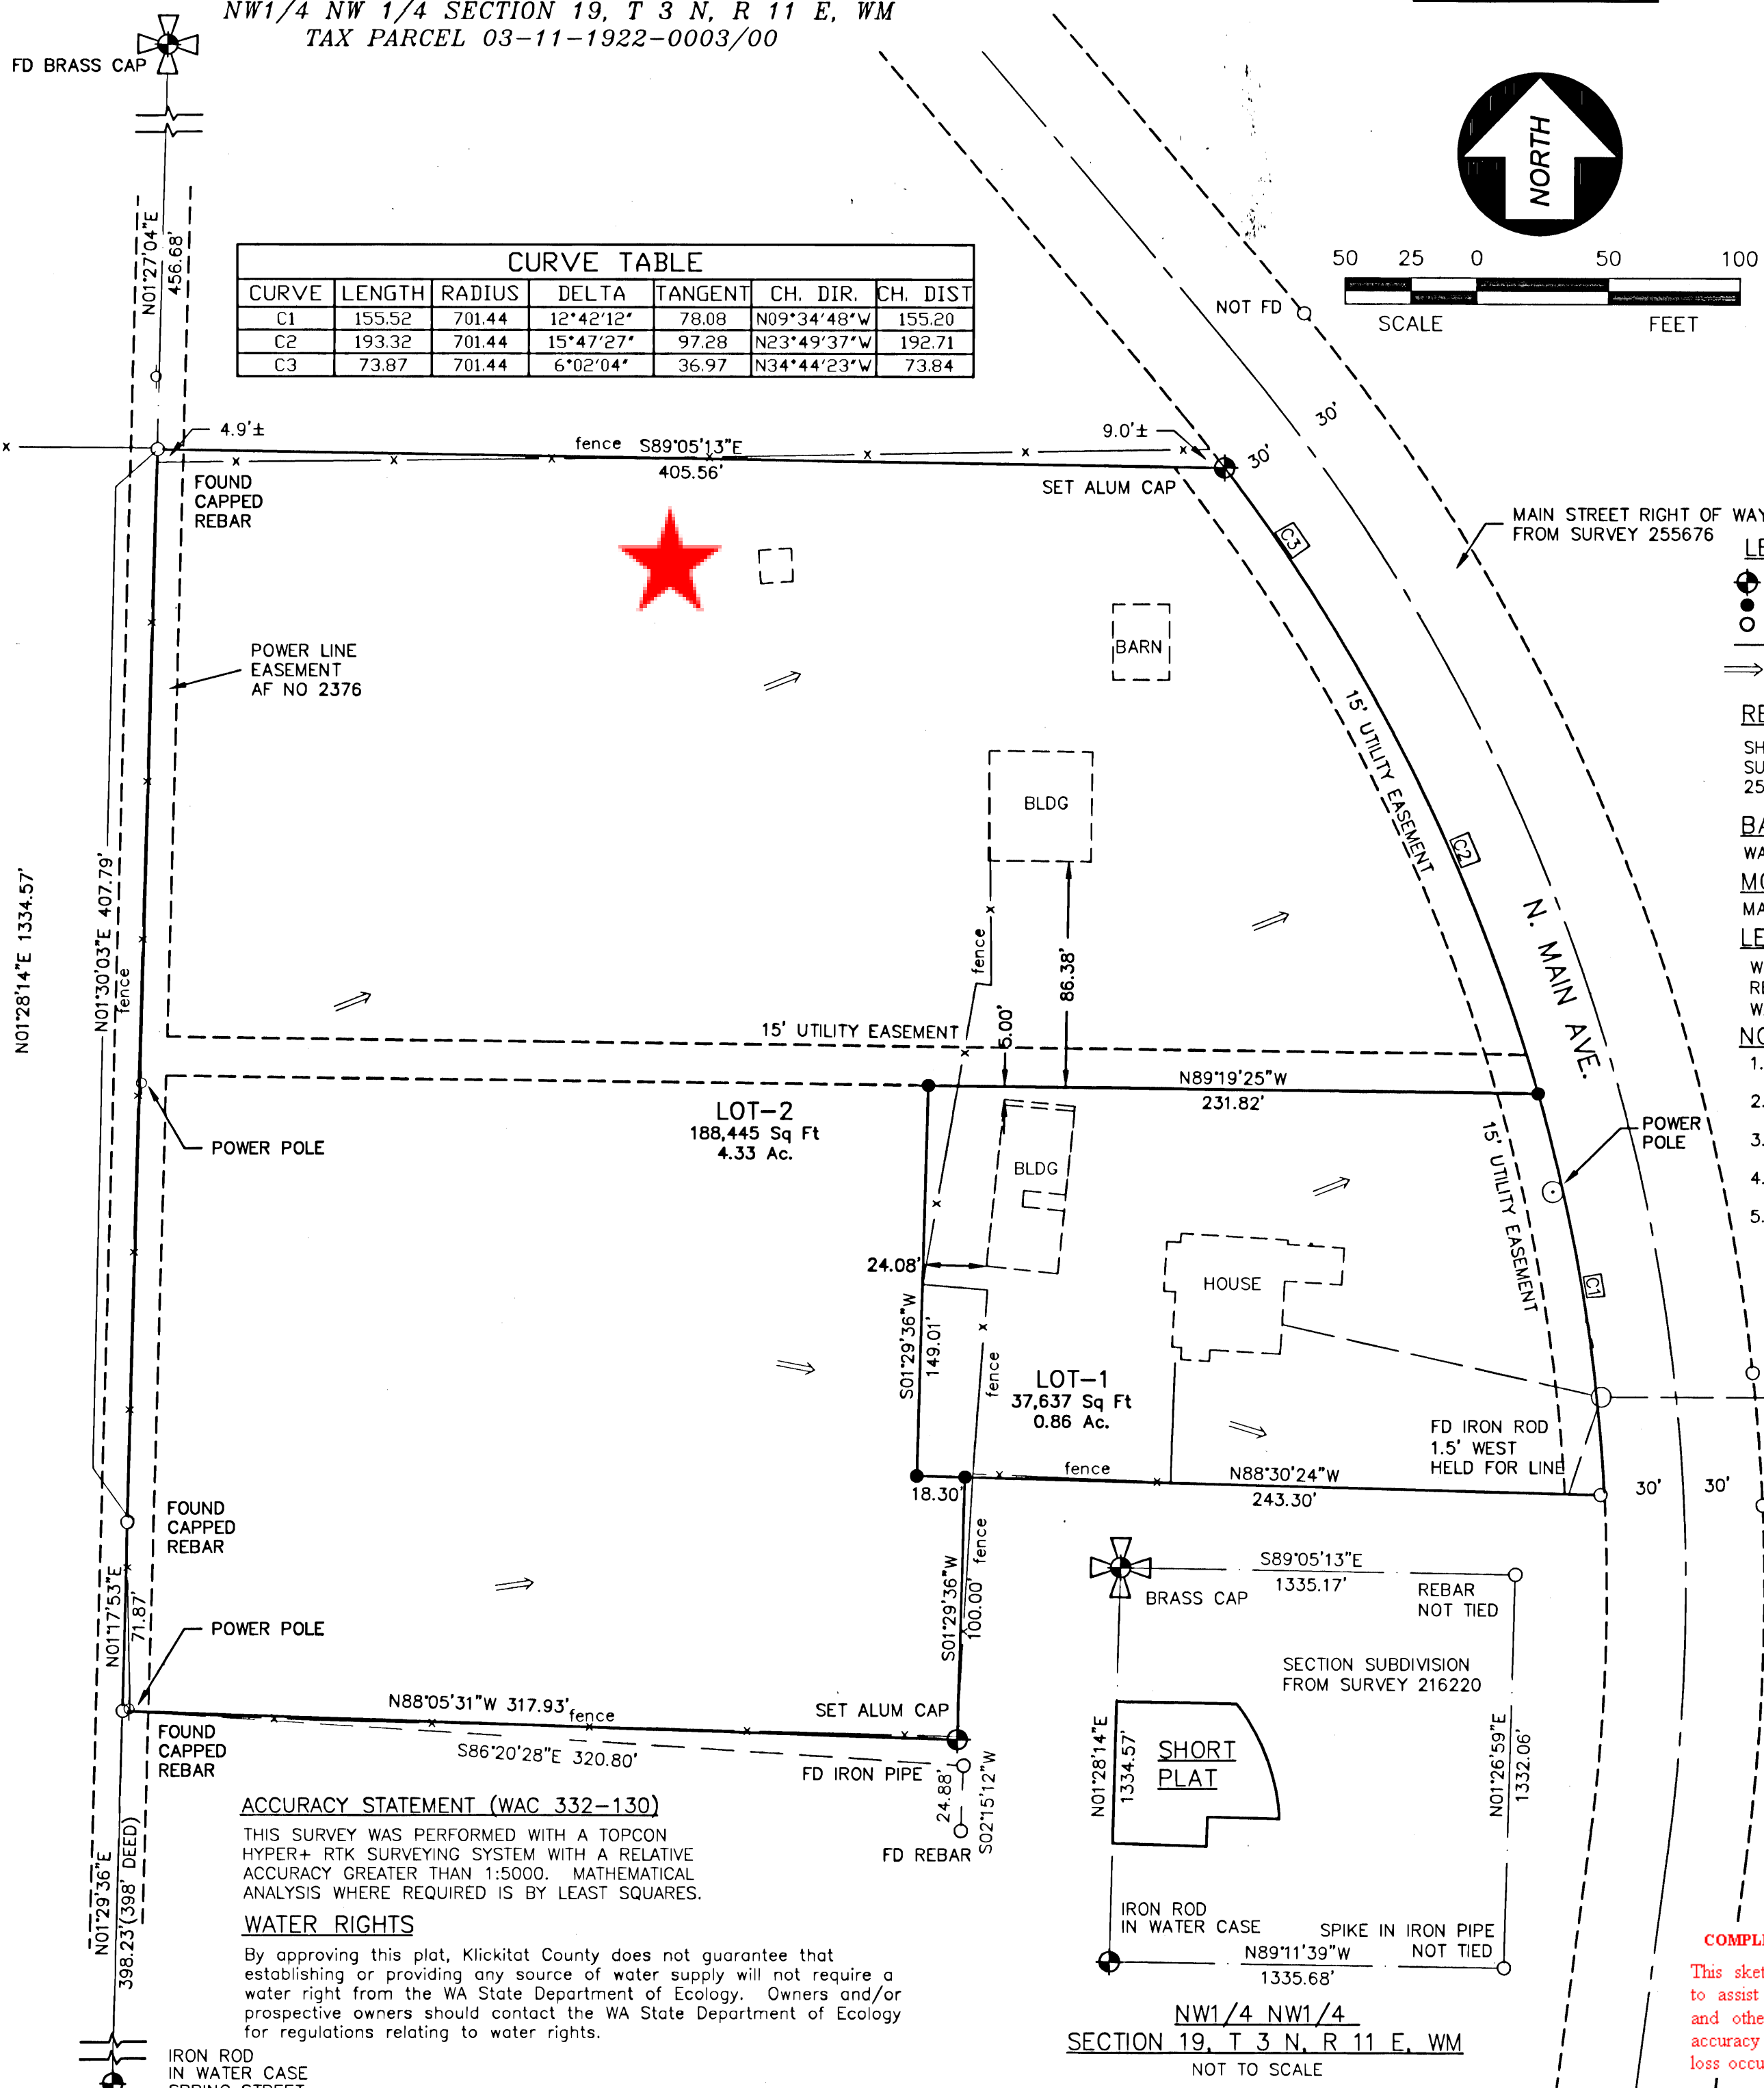 NW1/4 NW 1/4 SECTION 19, T 3 N, R 11 E, WM
TAX PARCEL 03-11-1922-0003/00
FD BRASS CAP
NORTH
50 25 0 50 100
SCALE FEET
N01°27'04"E
456.68'
CURVE TABLE
CURVE LENGTH RADIUS DELTA TANGENT CH. DIR. CH. DIST
C1 155.52 701.44 12°42'12" 78.08 N09°34'48"W 155.20
C2 193.32 701.44 15°47'27" 97.28 N23°49'37"W 192.71
C3 73.87 701.44 6°02'04" 36.97 N34°44'23"W 73.84
NOT FD
30'
30'
4.9'±
fence S89°05'13"E
405.56'
9.0'±
SET ALUM CAP
FOUND
CAPPED
REBAR
C3
MAIN STREET RIGHT OF WAY
FROM SURVEY 255676
POWER LINE
EASEMENT
AF NO 2376
BARN
15' UTILITY EASEMENT
BLDG
C2
N. MAIN AVE.
N01°28'14"E 1334.57'
N01°30'03"E 407.79'
fence
fence
86.38'
5.00'
15' UTILITY EASEMENT
N89°19'25"W
231.82'
LOT-2
188,445 Sq Ft
4.33 Ac.
POWER POLE
BLDG
POWER
POLE
15' UTILITY EASEMENT
24.08'
HOUSE
C1
S01°29'36"W
149.01'
fence
LOT-1
37,637 Sq Ft
0.86 Ac.
FD IRON ROD
1.5' WEST
HELD FOR LINE
18.30'
fence
N88°30'24"W
243.30'
30' 30'
FOUND
CAPPED
REBAR
N01°17'53"E
71.87'
POWER POLE
S01°29'36"W
100.00'
fence
N88°05'31"W 317.93'
fence
SET ALUM CAP
S86°20'28"E 320.80'
FOUND
CAPPED
REBAR
FD IRON PIPE
24.88'
S02°15'12"W
FD REBAR
N01°29'36"E
398.23'(398' DEED)
ACCURACY STATEMENT (WAC 332-130)
THIS SURVEY WAS PERFORMED WITH A TOPCON
HYPER+ RTK SURVEYING SYSTEM WITH A RELATIVE
ACCURACY GREATER THAN 1:5000. MATHEMATICAL
ANALYSIS WHERE REQUIRED IS BY LEAST SQUARES.
WATER RIGHTS
By approving this plat, Klickitat County does not guarantee that
establishing or providing any source of water supply will not require a
water right from the WA State Department of Ecology. Owners and/or
prospective owners should contact the WA State Department of Ecology
for regulations relating to water rights.
IRON ROD
IN WATER CASE
S89°05'13"E
1335.17'
BRASS CAP
REBAR
NOT TIED
SECTION SUBDIVISION
FROM SURVEY 216220
N01°28'14"E
1334.57'
SHORT
PLAT
N01°26'59"E
1332.06'
IRON ROD
IN WATER CASE
SPIKE IN IRON PIPE
NOT TIED
N89°11'39"W
1335.68'
NW1/4 NW1/4
SECTION 19, T 3 N, R 11 E, WM
NOT TO SCALE
1.
2.
3.
4.
5.
This
to assist
accuracy